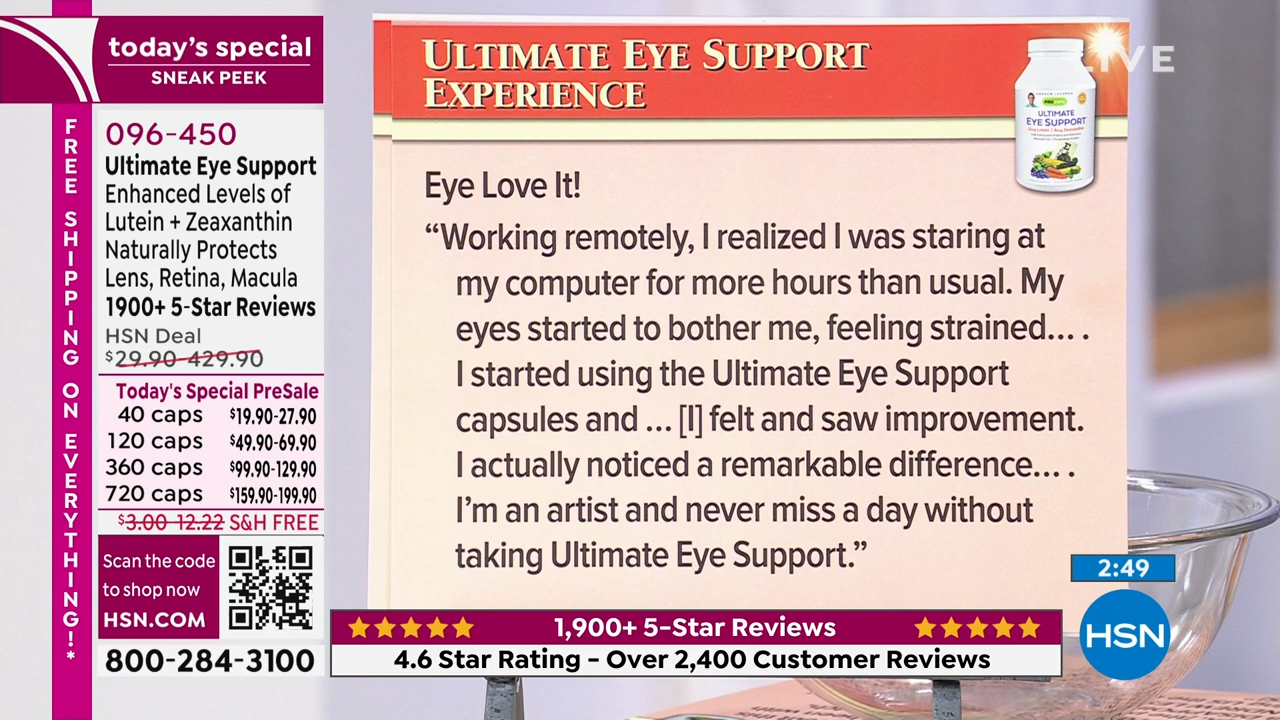 today's special
SNEAK PEEK
FREE SHIPPING ON EVERYTHING!*
096-450
Ultimate Eye Support
Enhanced Levels of
Lutein + Zeaxanthin
Naturally Protects
Lens, Retina, Macula
1900+ 5-Star Reviews
HSN Deal
$29.90-429.90
Today's Special PreSale
40 caps $19.90-27.90
120 caps $49.90-69.90
360 caps $99.90-129.90
720 caps $159.90-199.90
$3.00-12.22 S&H FREE
Scan the code
to shop now
HSN.COM
800-284-3100
ULTIMATE EYE SUPPORT
EXPERIENCE
LIVE
PROCAPS
ULTIMATE
EYE SUPPORT
Eye Love It!
“Working remotely, I realized I was staring at
my computer for more hours than usual. My
eyes started to bother me, feeling strained... .
I started using the Ultimate Eye Support
capsules and ... [I] felt and saw improvement.
I actually noticed a remarkable difference... .
I'm an artist and never miss a day without
taking Ultimate Eye Support.”
2:49
HSN
1,900+ 5-Star Reviews
4.6 Star Rating - Over 2,400 Customer Reviews